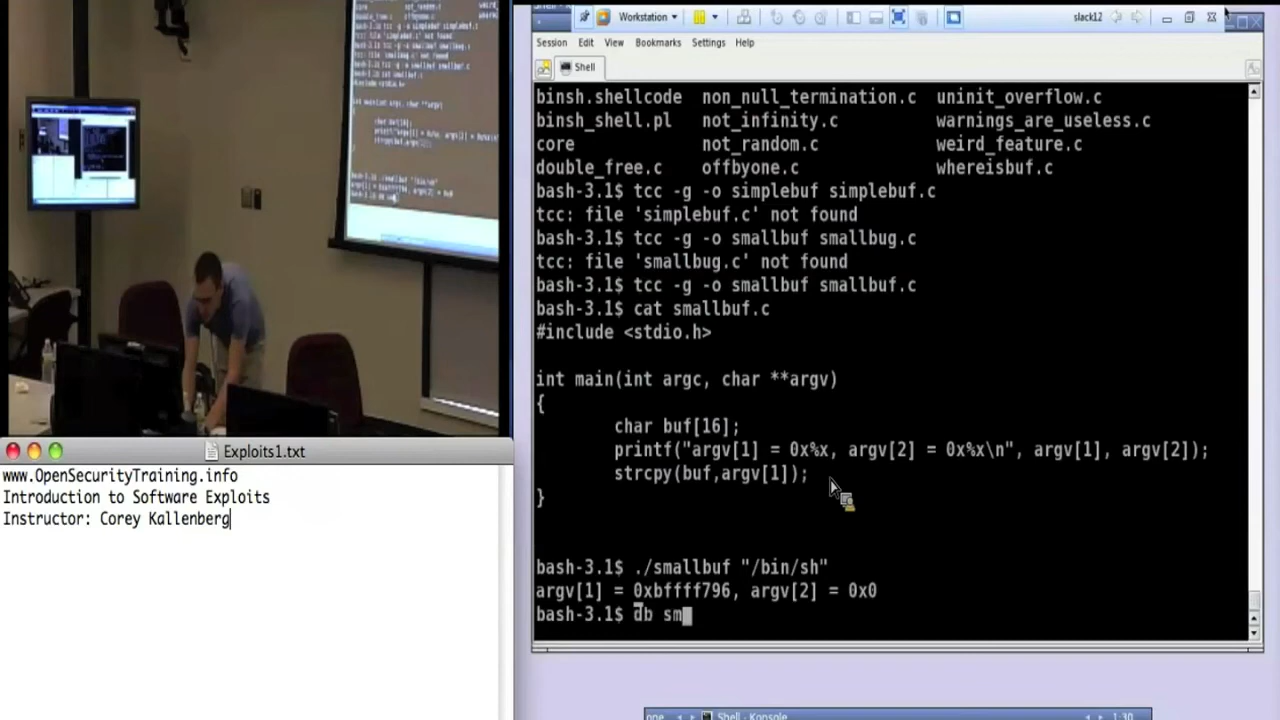 Workstation
slack12
Session Edit View Bookmarks Settings Help
Shell
binsh.shellcode non_null_termination.c uninit_overflow.c
binsh_shell.pl not_infinity.c warnings_are_useless.c
core not_random.c weird_feature.c
double_free.c offbyone.c whereisbuf.c
bash-3.1$ tcc -g -o simplebuf simplebuf.c
tcc: file 'simplebuf.c' not found
bash-3.1$ tcc -g -o smallbuf smallbug.c
tcc: file 'smallbug.c' not found
bash-3.1$ tcc -g -o smallbuf smallbuf.c
bash-3.1$ cat smallbuf.c
#include <stdio.h>
int main(int argc, char **argv)
{
char buf[16];
printf("argv[1] = 0x%x, argv[2] = 0x%x\n", argv[1], argv[2]);
strcpy(buf,argv[1]);
}
bash-3.1$ ./smallbuf "/bin/sh"
argv[1] = 0xbffff796, argv[2] = 0x0
bash-3.1$ db sm
Shell - Konsole
1:30
Exploits1.txt
www.OpenSecurityTraining.info
Introduction to Software Exploits
Instructor: Corey Kallenberg